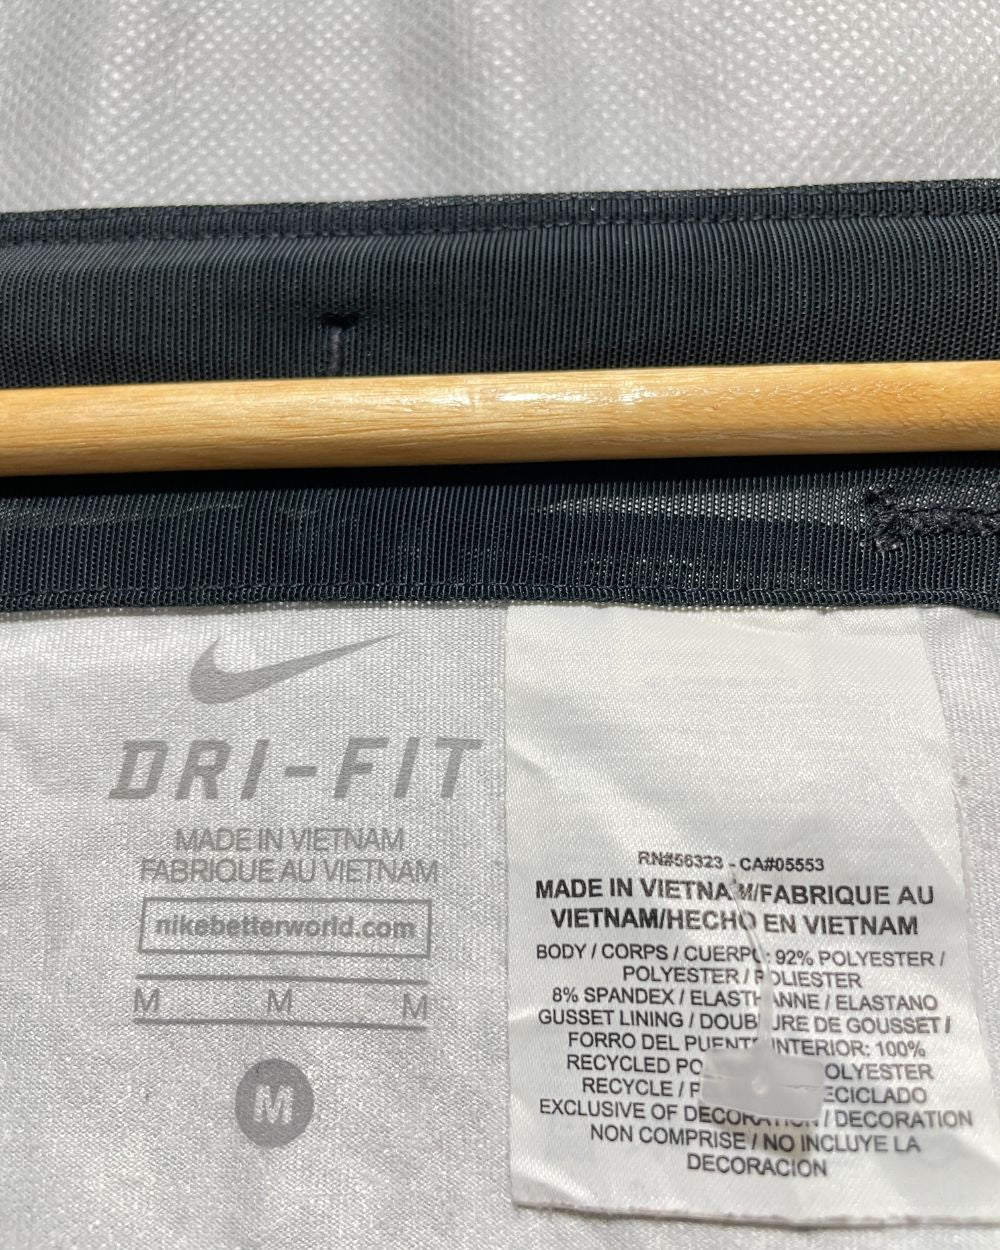 DRI-FIT
MADE IN VIETNAM
FABRIQUE AU VIETNAM
nikebetterworld.com
M M M
M
RN#56323 - CA#05553
MADE IN VIETNAM/FABRIQUE AU
VIETNAM/HECHO EN VIETNAM
BODY / CORPS / CUERPO: 92% POLYESTER /
POLYESTER / POLIESTER
8% SPANDEX / ELASTHANNE / ELASTANO
GUSSET LINING / DOUBLURE DE GOUSSET /
FORRO DEL PUENTE INTERIOR: 100%
RECYCLED POLYESTER
RECYCLE / RECICLADO
EXCLUSIVE OF DECORATION / DECORATION
NON COMPRISE / NO INCLUYE LA
DECORACION